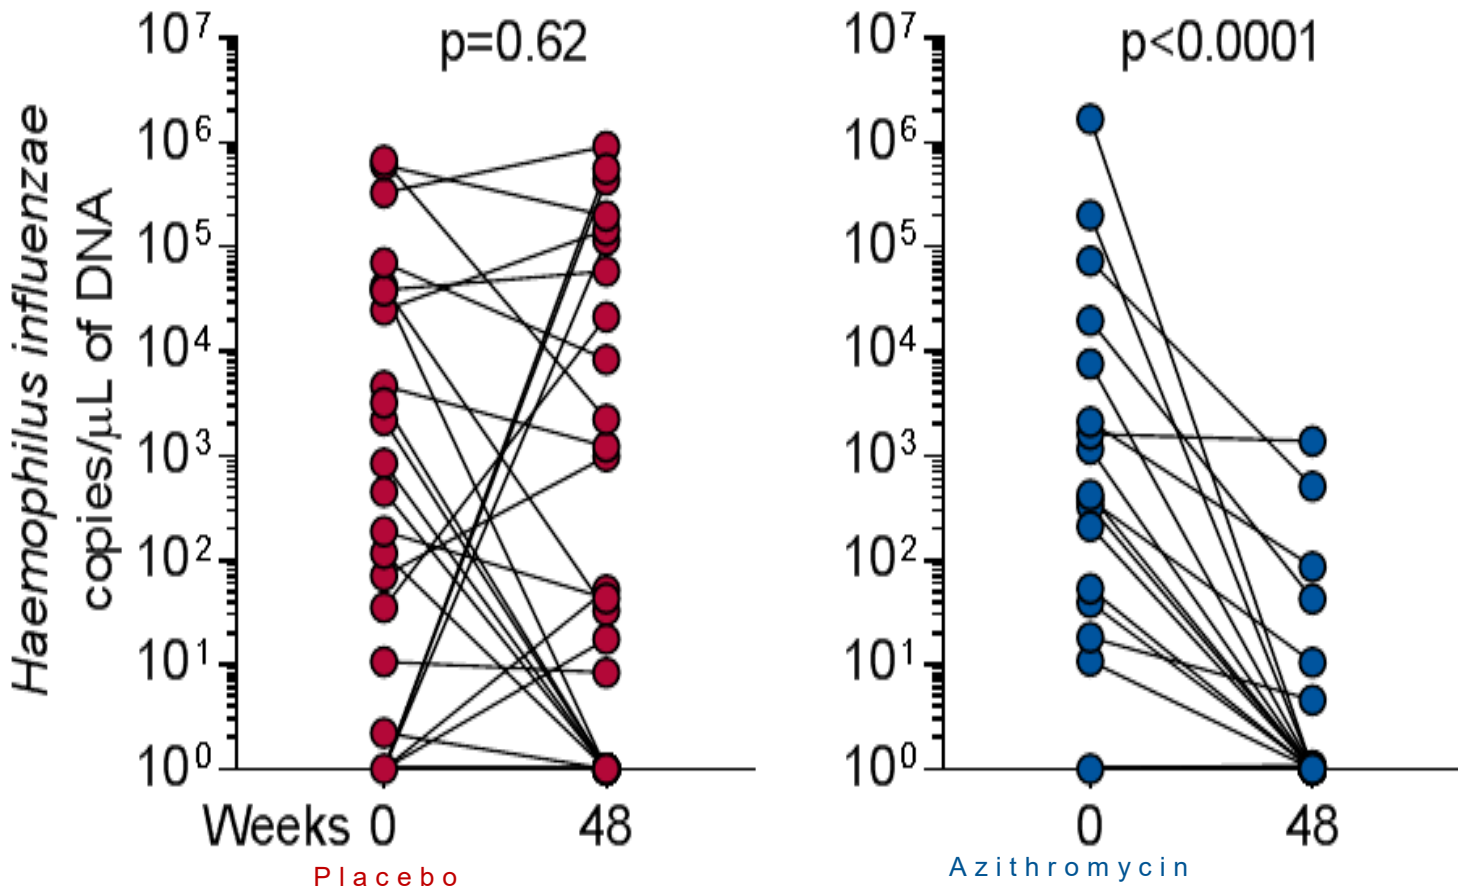 Haemophilus influenzae
copies/μL of DNA
10⁷
10⁶
10⁵
10⁴
10³
10²
10¹
10⁰
p=0.62
Weeks 0 48
Placebo
10⁷
10⁶
10⁵
10⁴
10³
10²
10¹
10⁰
p<0.0001
0 48
Azithromycin